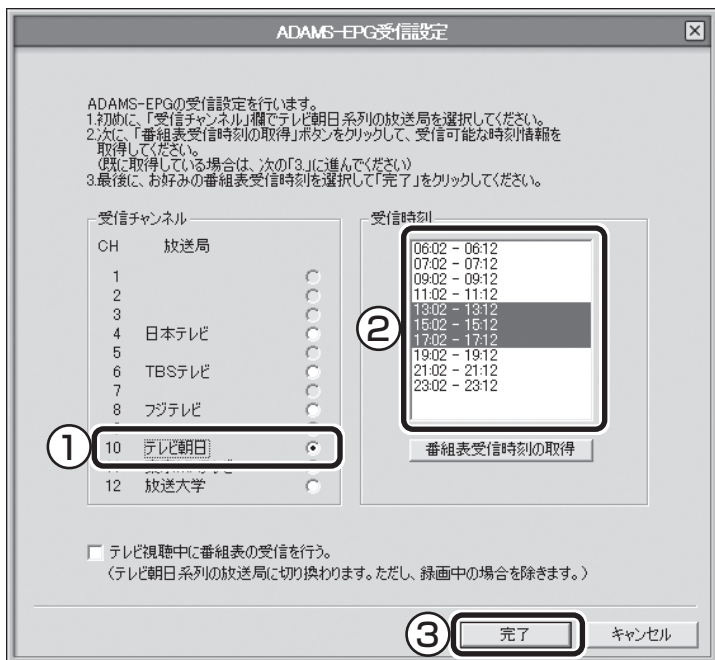 ADAMS-EPG受信設定
ADAMS-EPGの受信設定を行います。
1.初めに、「受信チャンネル」欄でテレビ朝日系列の放送局を選択してください。
2.次に、「番組表受信時刻の取得」ボタンをクリックして、受信可能な時刻情報を
取得してください。
(既に取得している場合は、次の「3.」に進んでください)
3.最後に、お好みの番組表受信時刻を選択して「完了」をクリックしてください。
受信チャンネル
CH 放送局
1
2
3
4 日本テレビ
5
6 TBSテレビ
7
8 フジテレビ
① 10 テレビ朝日
12 放送大学
受信時刻
②
06:02 - 06:12
07:02 - 07:12
09:02 - 09:12
11:02 - 11:12
13:02 - 13:12
15:02 - 15:12
17:02 - 17:12
19:02 - 19:12
21:02 - 21:12
23:02 - 23:12
番組表受信時刻の取得
テレビ視聴中に番組表の受信を行う。
(テレビ朝日系列の放送局に切り換わります。ただし、録画中の場合を除きます。)
③ 完了 キャンセル